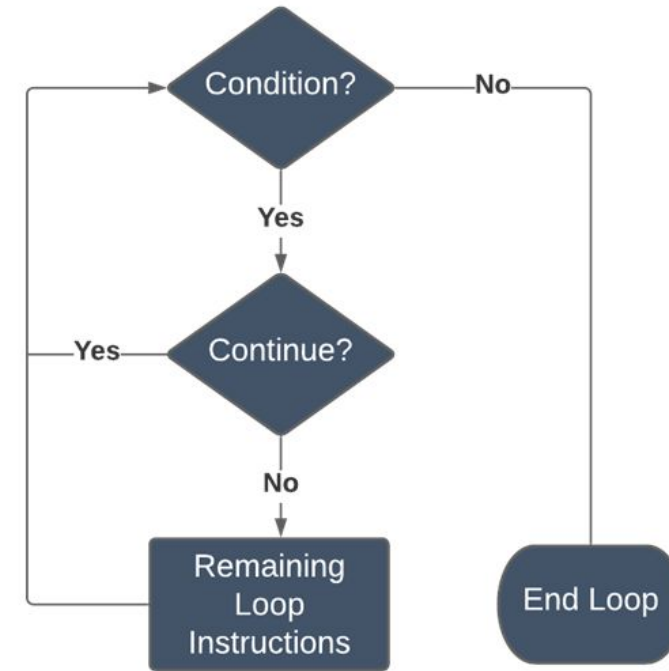 Condition?
No
Yes
Continue?
Yes
No
Remaining
Loop
Instructions
End Loop